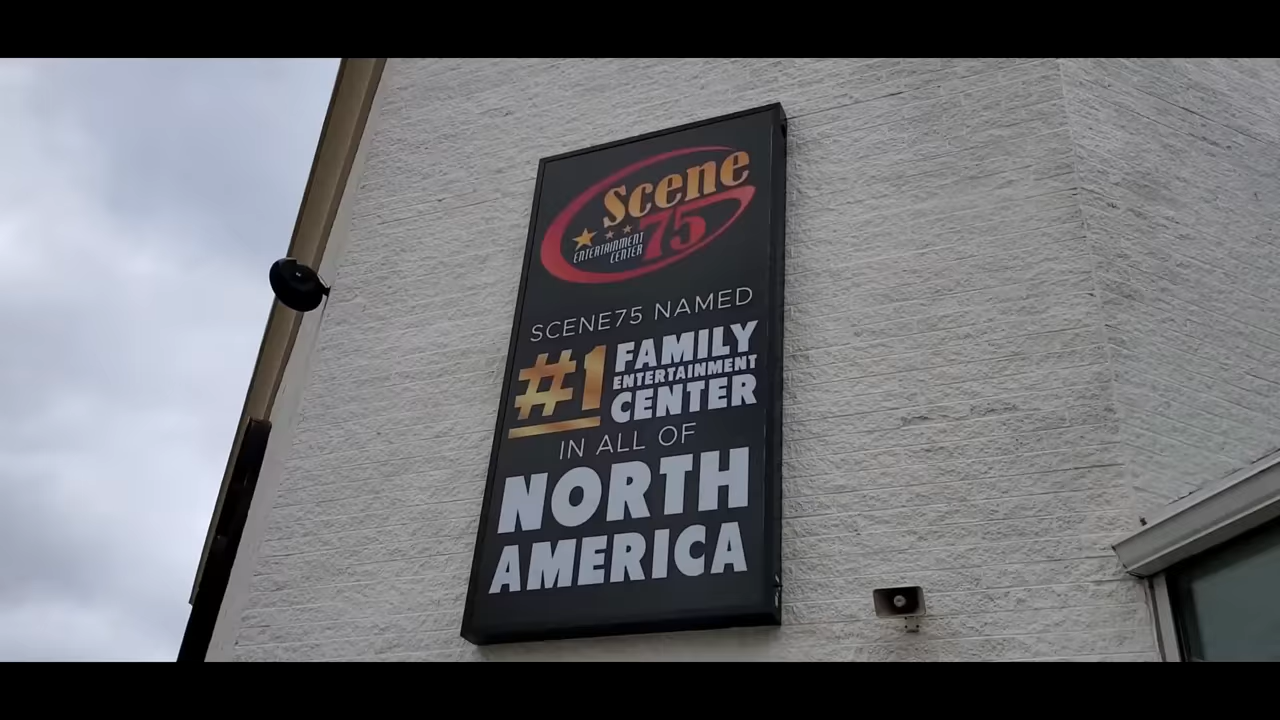 Scene
75
ENTERTAINMENT
CENTER
SCENE75 NAMED
#1 FAMILY
ENTERTAINMENT
CENTER
IN ALL OF
NORTH
AMERICA